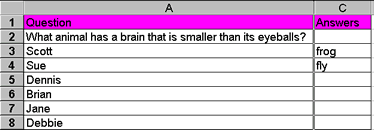 A C
1 Question Answers
2 What animal has a brain that is smaller than its eyeballs?
3 Scott frog
4 Sue fly
5 Dennis
6 Brian
7 Jane
8 Debbie